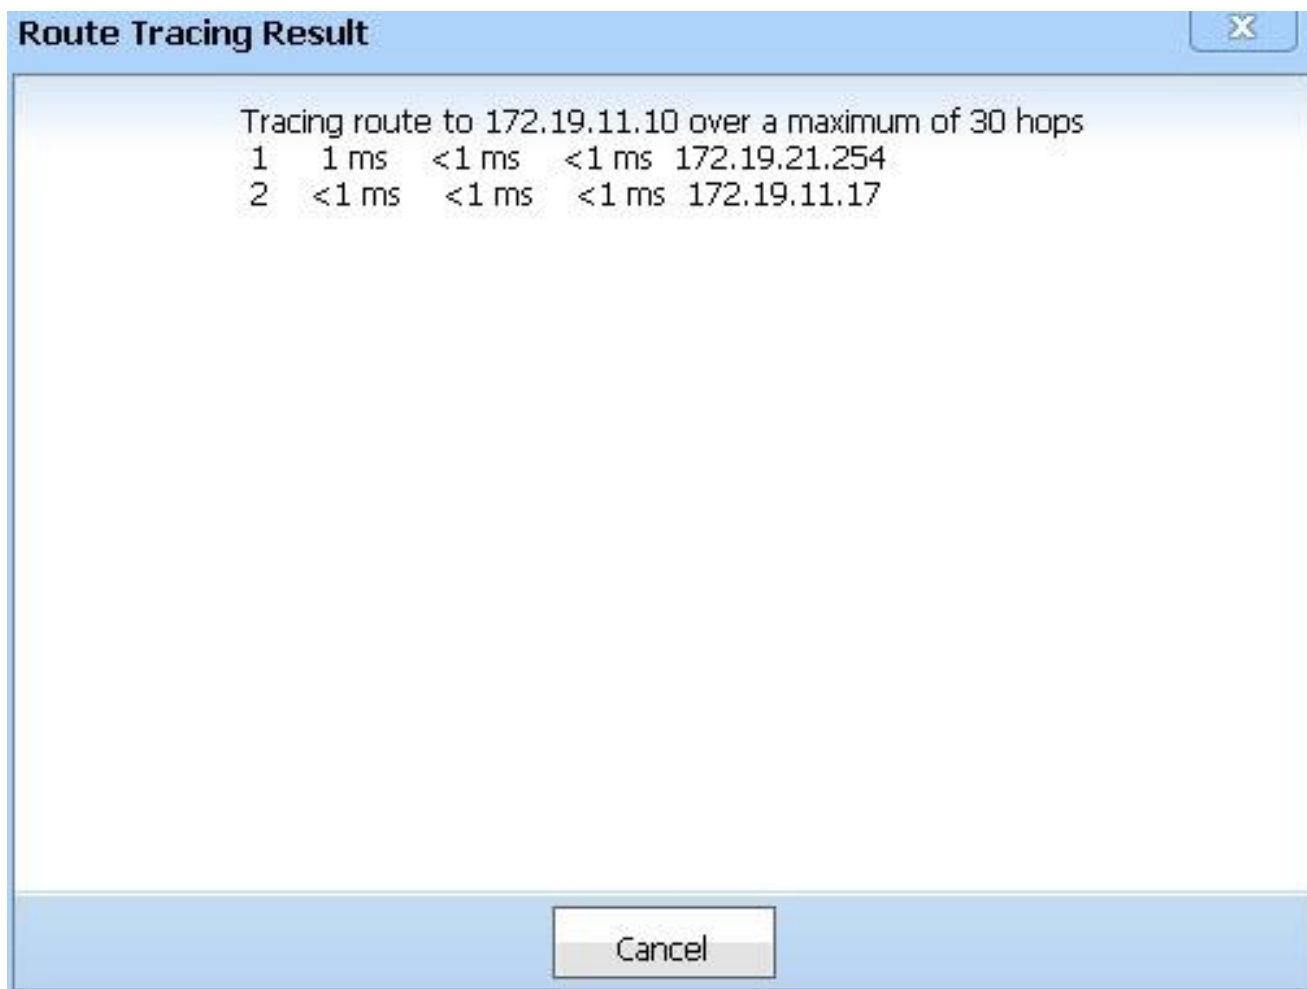 Route Tracing Result
X
Tracing route to 172.19.11.10 over a maximum of 30 hops
1 1 ms <1 ms <1 ms 172.19.21.254
2 <1 ms <1 ms <1 ms 172.19.11.17
Cancel